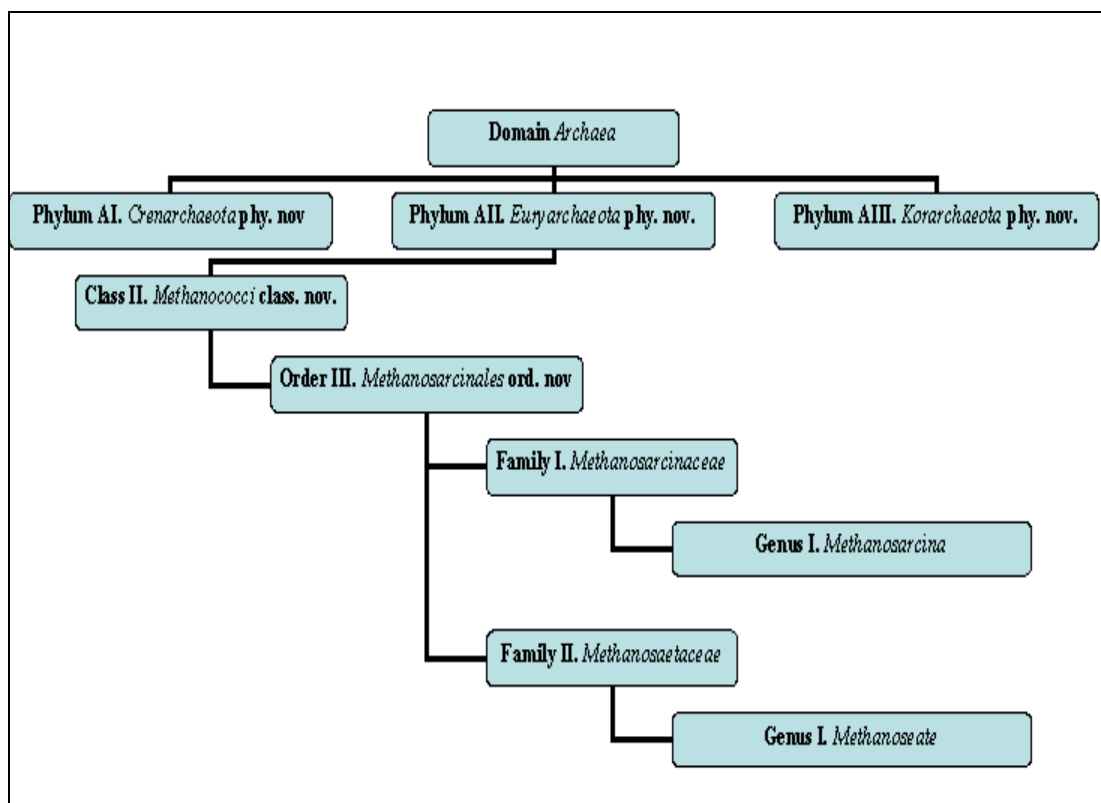 Domain Archaea
Phylum AI. Crenarchaeota phy. nov
Phylum AII. Euryarchaeota phy. nov.
Phylum AIII. Korarchaeota phy. nov.
Class II. Methanococci class. nov.
Order III. Methanosarcinales ord. nov
Family I. Methanosarcinaceae
Genus I. Methanosarcina
Family II. Methanosaetaceae
Genus I. Methanoseate